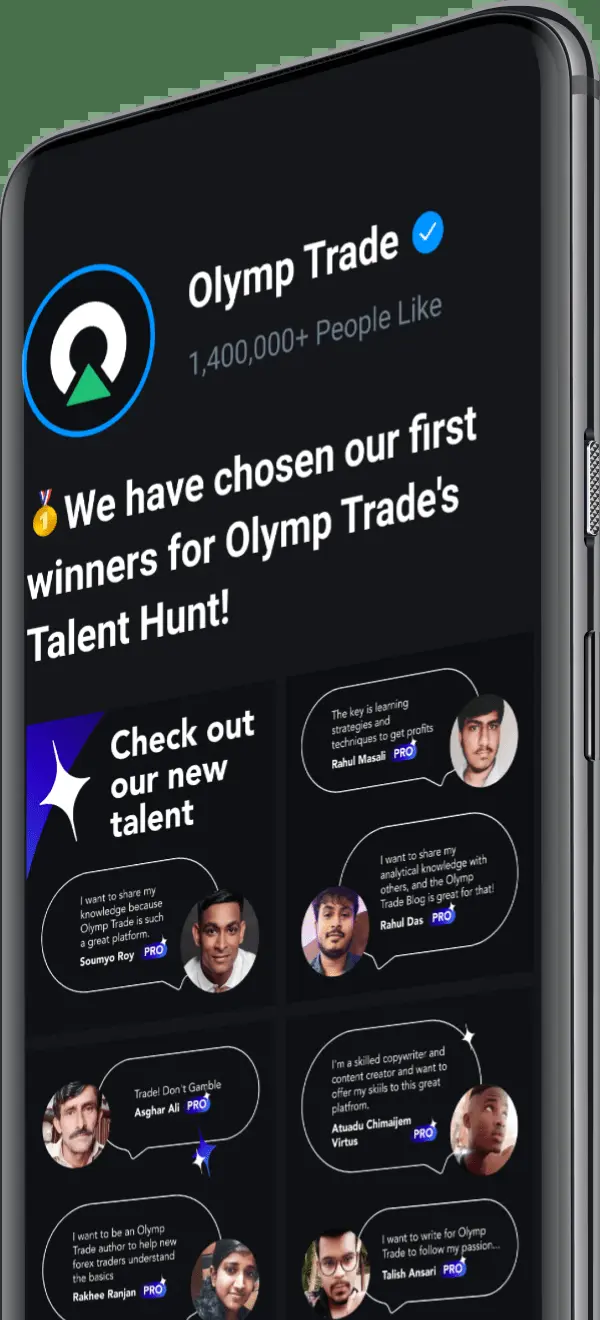 Olymp Trade
1,400,000+ People Like
🥇We have chosen our first
winners for Olymp Trade's
Talent Hunt!
Check out
our new
talent
I want to share my
knowledge because
Olymp Trade is such
a great platform.
Soumyo Roy PRO
The key is learning
strategies and
techniques to get profits
Rahul Masali PRO
I want to share my
analytical knowledge with
others, and the Olymp
Trade Blog is great for that!
Rahul Das PRO
Trade! Don't Gamble
Asghar Ali PRO
I'm a skilled copywriter and
content creator and want to
offer my skiils to this great
platfrom.
Atuadu Chimaijem
Virtus PRO
I want to be an Olymp
Trade author to help new
forex traders understand
the basics
Rakhee Ranjan PRO
I want to write for Olymp
Trade to follow my passion...
Talish Ansari PRO